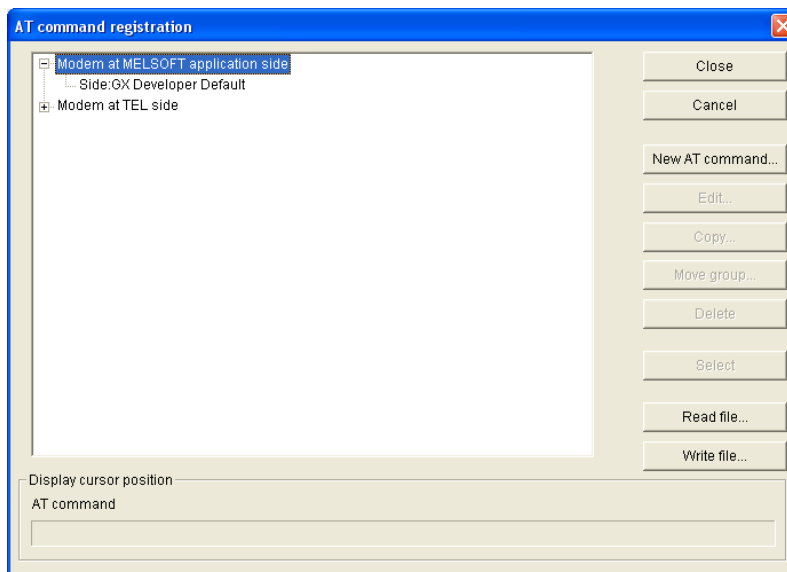 AT command registration
Modem at MELSOFT application side
Side:GX Developer Default
Modem at TEL side
Close
Cancel
New AT command...
Edit...
Copy...
Move group...
Delete
Select
Read file...
Write file...
Display cursor position
AT command